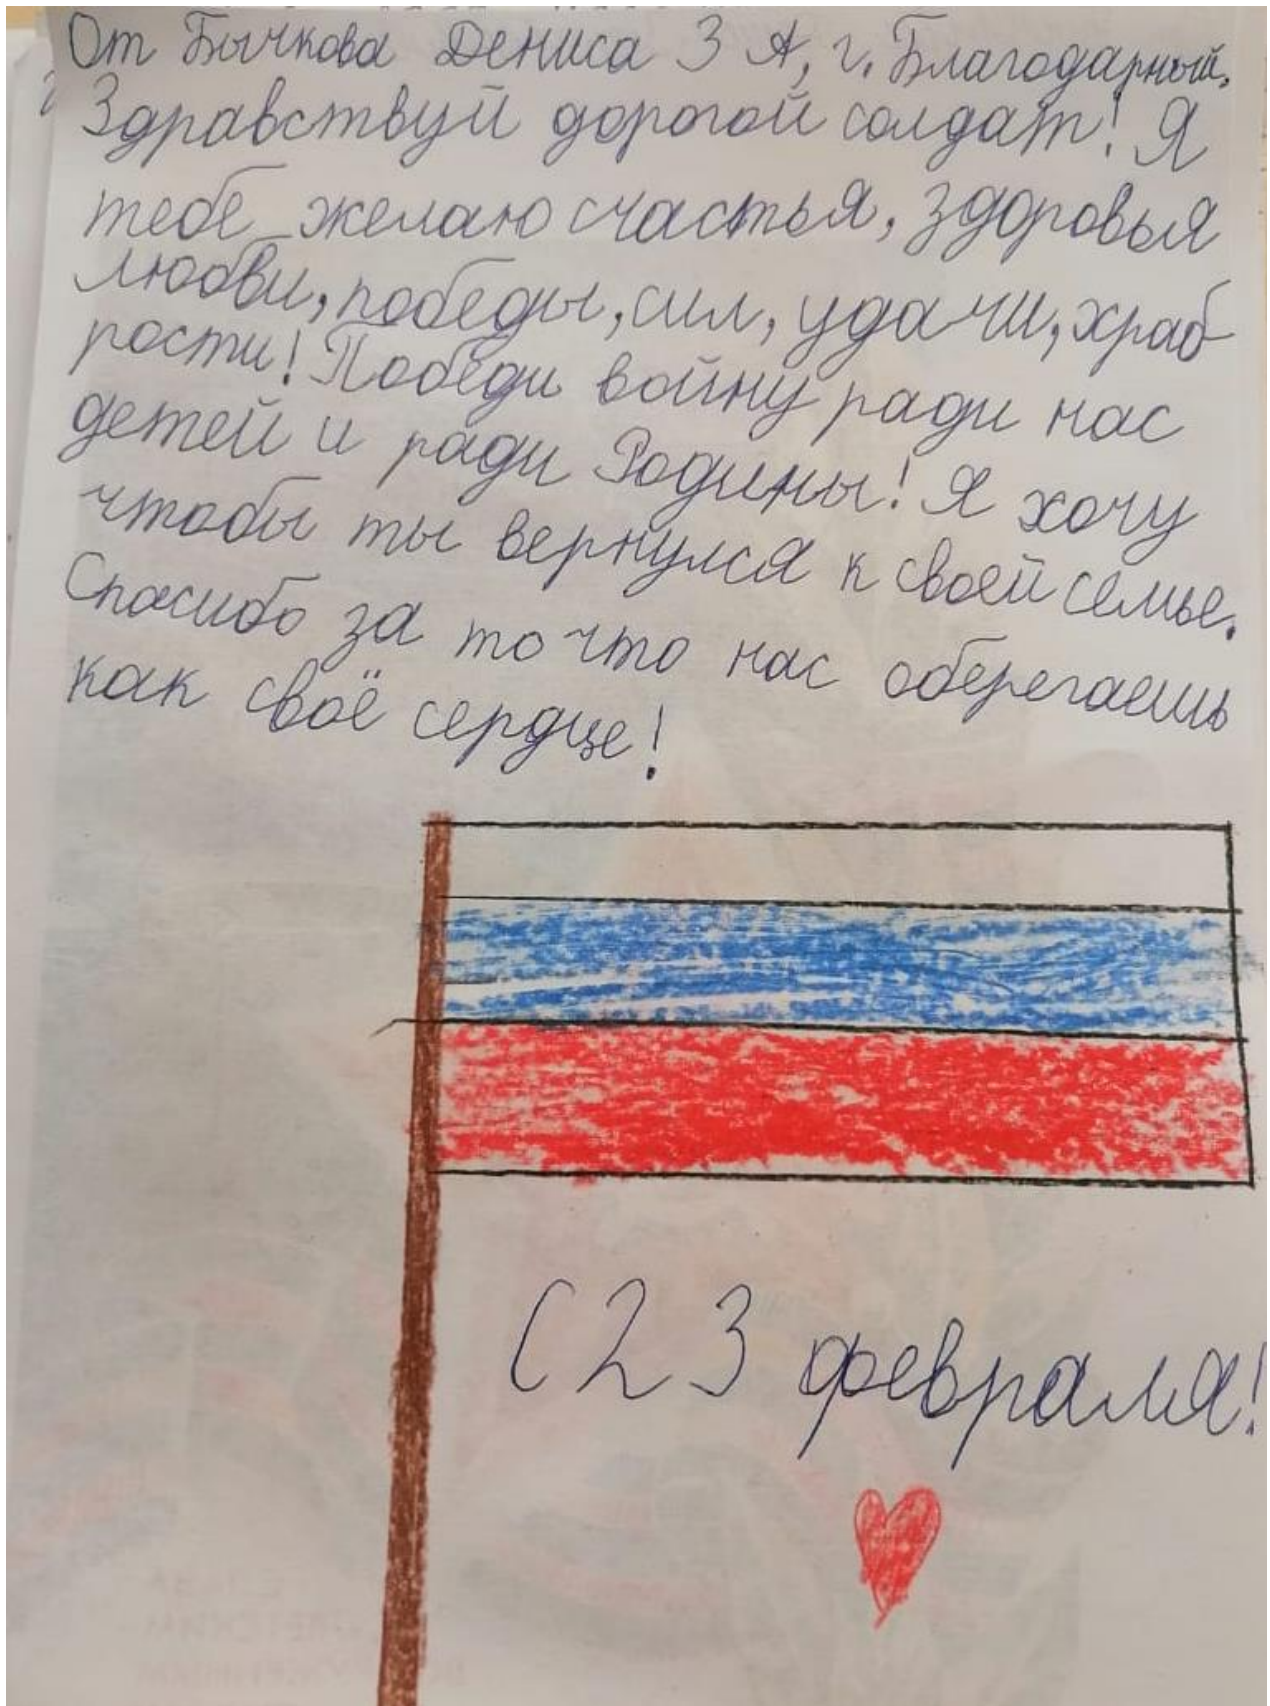 От Бычкова Дениса 3 А, г. Благодарный.
Здравствуй дорогой солдат! Я
тебе желаю счастья, здоровья
любви, победы, сил, удачи, храб
рости! Победи войну ради нас
детей и ради Родины! Я хочу
чтобы ты вернулся к своей семье.
Спасибо за то что нас оберегаешь
как своё сердце!
С 23 февраля!